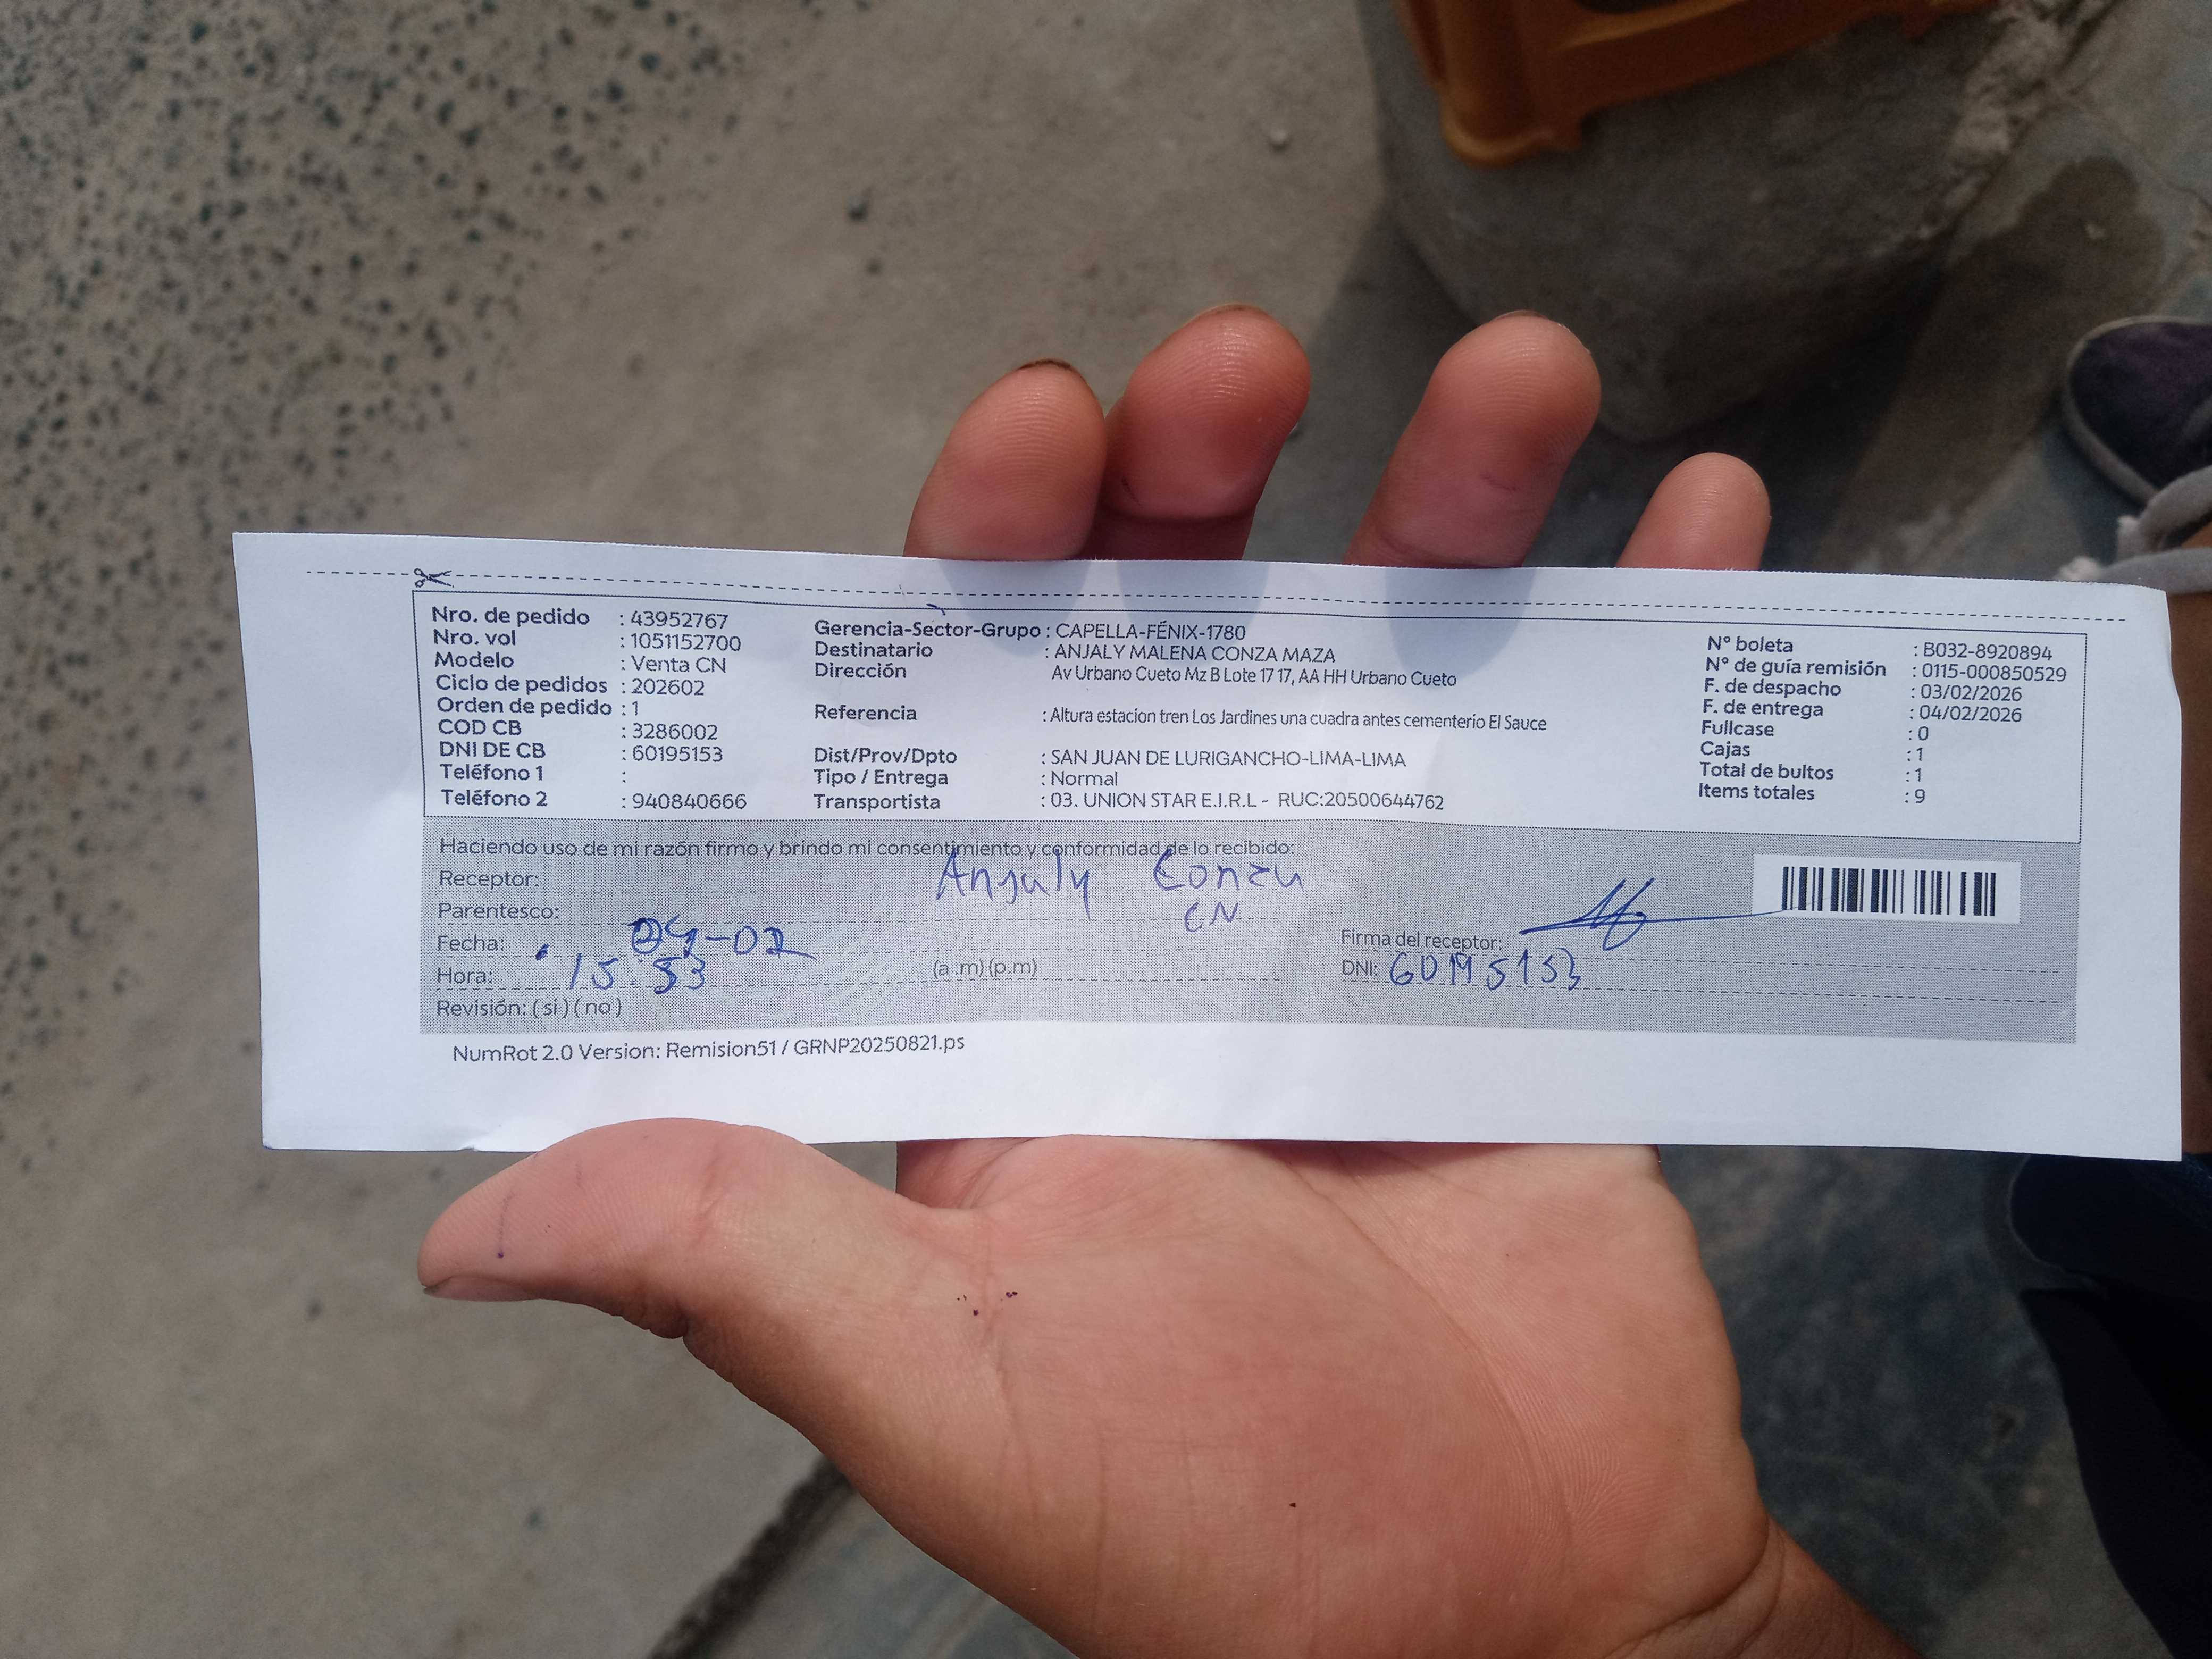 Nro. de pedido : 43952767
Nro. vol : 1051152700
Modelo : Venta CN
Ciclo de pedidos : 202602
Orden de pedido : 1
COD CB : 3286002
DNI DE CB : 60195153
Teléfono 1 :
Teléfono 2 : 940840666
Gerencia-Sector-Grupo : CAPELLA-FÉNIX-1780
Destinatario : ANJALY MALENA CONZA MAZA
Dirección Av Urbano Cueto Mz B Lote 17 17, AA HH Urbano Cueto
Referencia : Altura estacion tren Los Jardines una cuadra antes cementerio El Sauce
Dist/Prov/Dpto : SAN JUAN DE LURIGANCHO-LIMA-LIMA
Tipo / Entrega : Normal
Transportista : 03. UNION STAR E.I.R.L - RUC:20500644762
N° boleta : B032-8920894
N° de guía remisión : 0115-000850529
F. de despacho : 03/02/2026
F. de entrega : 04/02/2026
Fullcase : 0
Cajas : 1
Total de bultos : 1
Items totales : 9
Haciendo uso de mi razón firmo y brindo mi consentimiento y conformidad de lo recibido:
Receptor: Anjaly Conza
Parentesco: CN
Fecha: 04-02
Hora: 15:53 (a .m) (p.m)
Revisión: ( si ) ( no )
Firma del receptor:
DNI: 60195153
NumRot 2.0 Version: Remision51 / GRNP20250821.ps